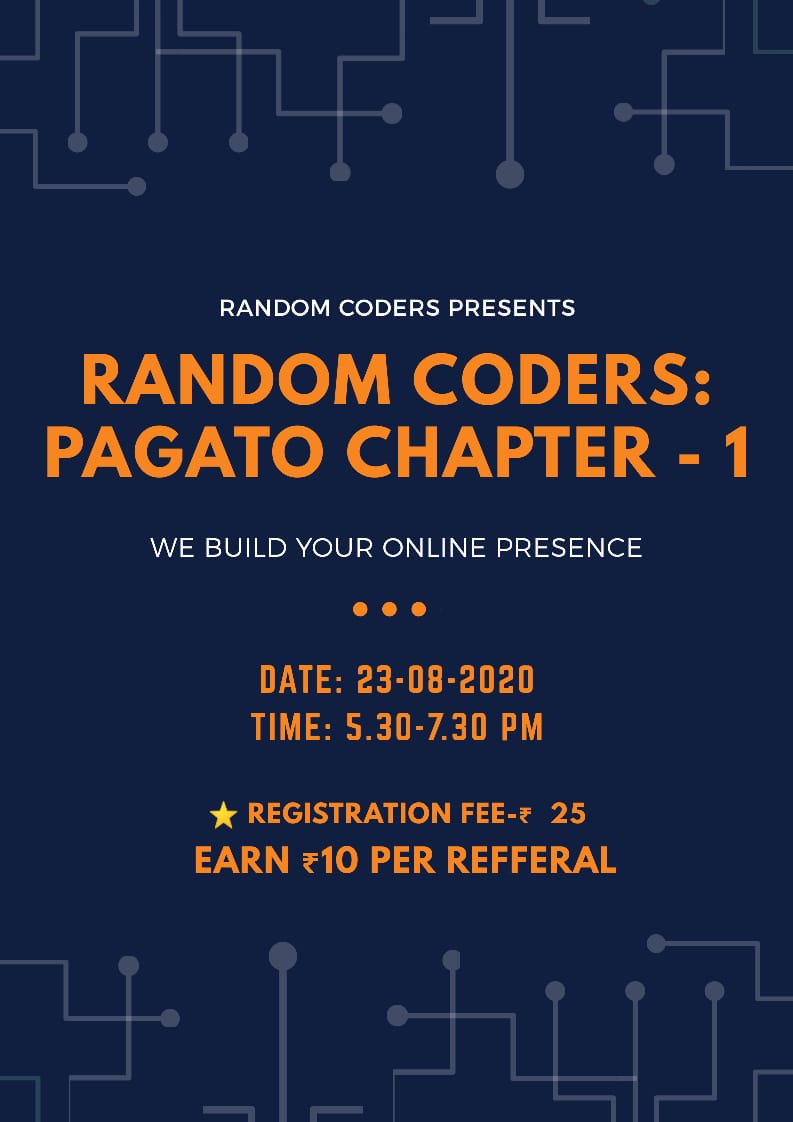 RANDOM CODERS PRESENTS
RANDOM CODERS:
PAGATO CHAPTER - 1
WE BUILD YOUR ONLINE PRESENCE
DATE: 23-08-2020
TIME: 5.30-7.30 PM
⭐ REGISTRATION FEE-₹ 25
EARN ₹10 PER REFFERAL